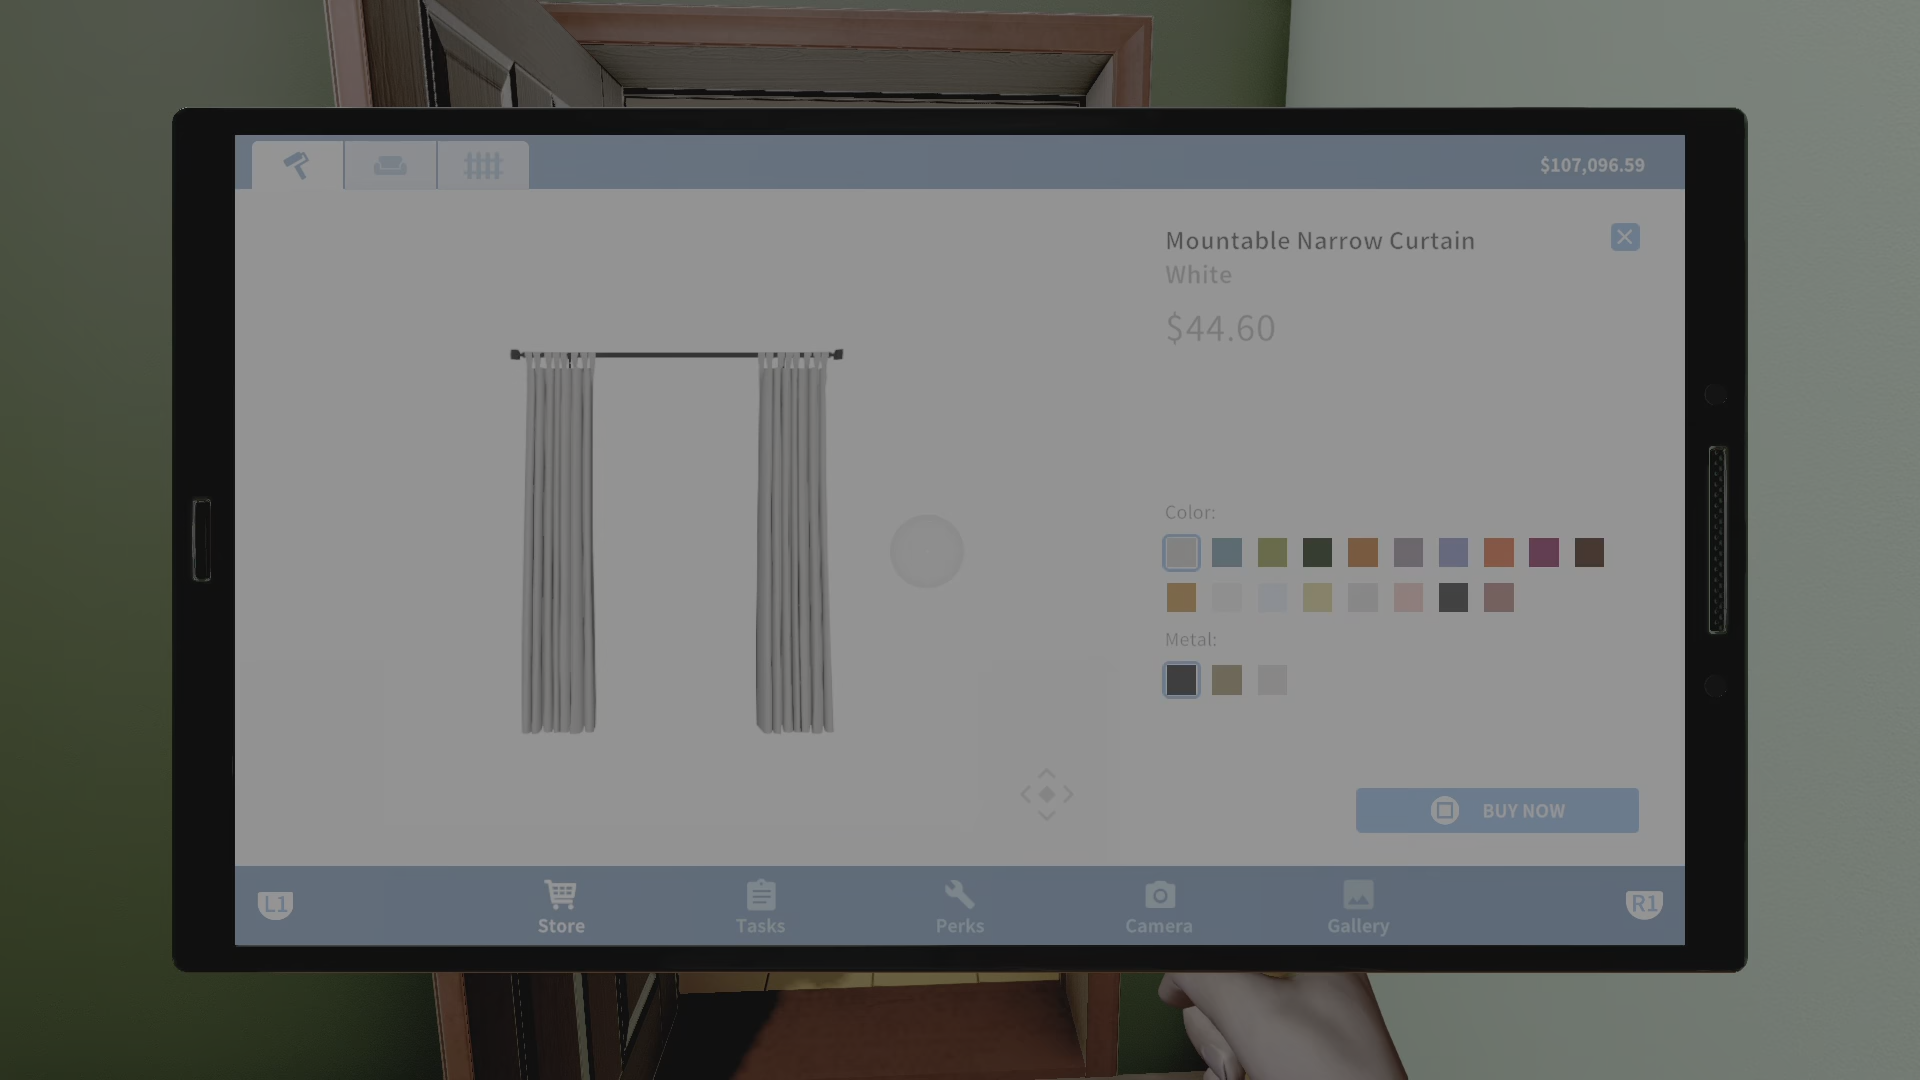 $107,096.59
Mountable Narrow Curtain
White
$44.60
Color:
Metal:
BUY NOW
L1
Store
Tasks
Perks
Camera
Gallery
R1